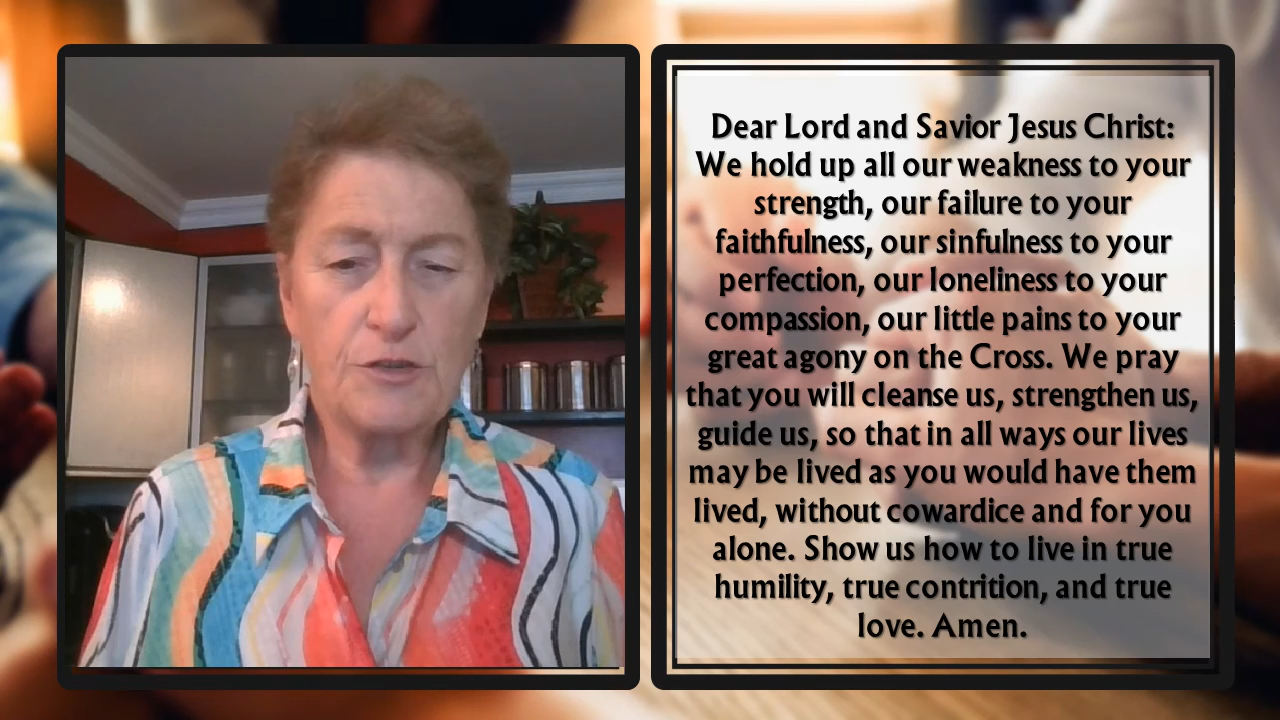 Dear Lord and Savior Jesus Christ:
We hold up all our weakness to your
strength, our failure to your
faithfulness, our sinfulness to your
perfection, our loneliness to your
compassion, our little pains to your
great agony on the Cross. We pray
that you will cleanse us, strengthen us,
guide us, so that in all ways our lives
may be lived as you would have them
lived, without cowardice and for you
alone. Show us how to live in true
humility, true contrition, and true
love. Amen.